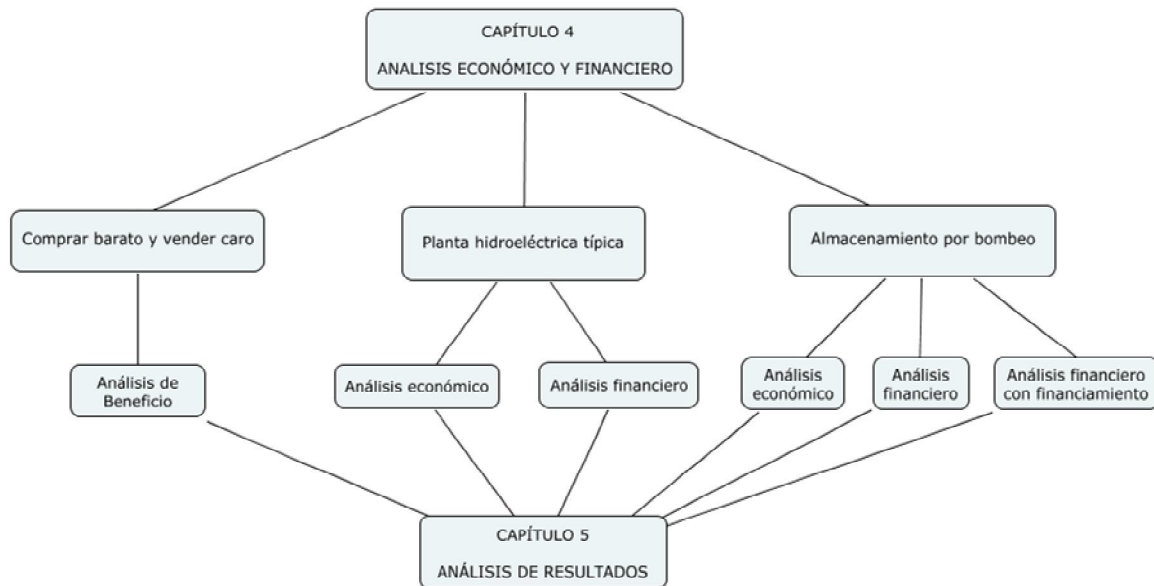 CAPÍTULO 4
ANALISIS ECONÓMICO Y FINANCIERO
Comprar barato y vender caro
Planta hidroeléctrica típica
Almacenamiento por bombeo
Análisis de
Beneficio
Análisis económico
Análisis financiero
Análisis
económico
Análisis
financiero
Análisis financiero
con financiamiento
CAPÍTULO 5
ANÁLISIS DE RESULTADOS